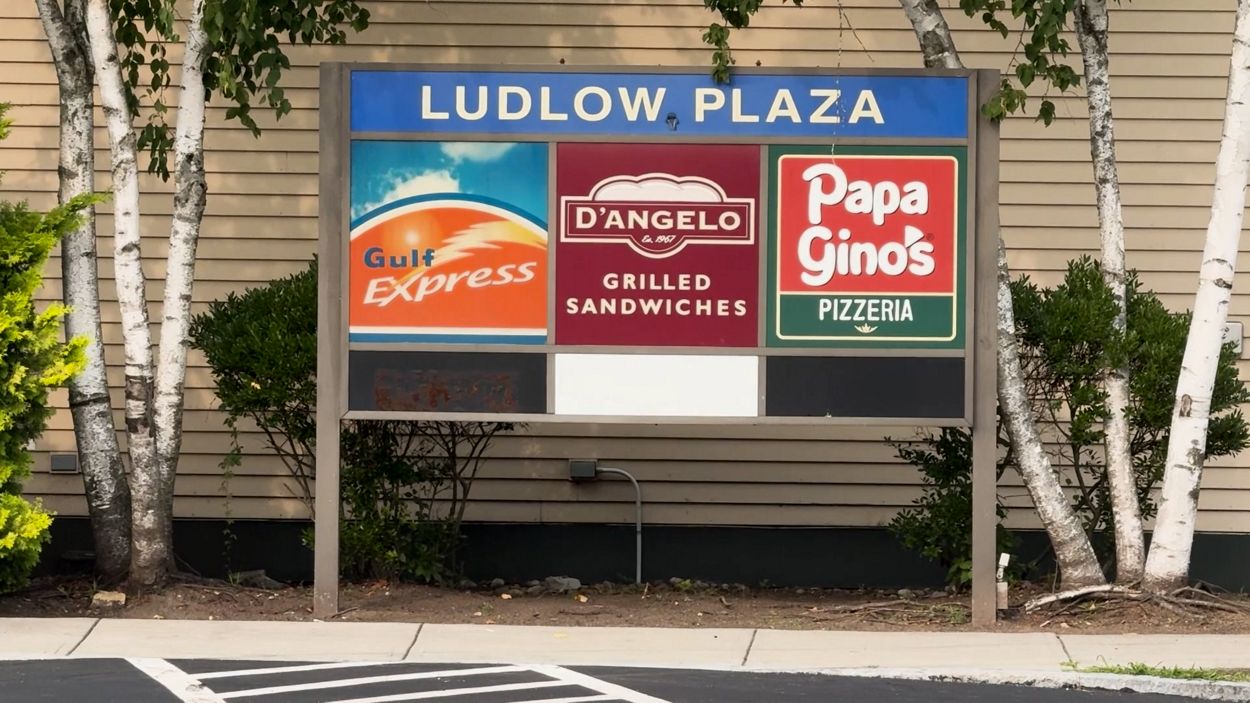 LUDLOW PLAZA
Gulf
Express
D'ANGELO
Est. 1967
GRILLED
SANDWICHES
Papa
Gino's
PIZZERIA